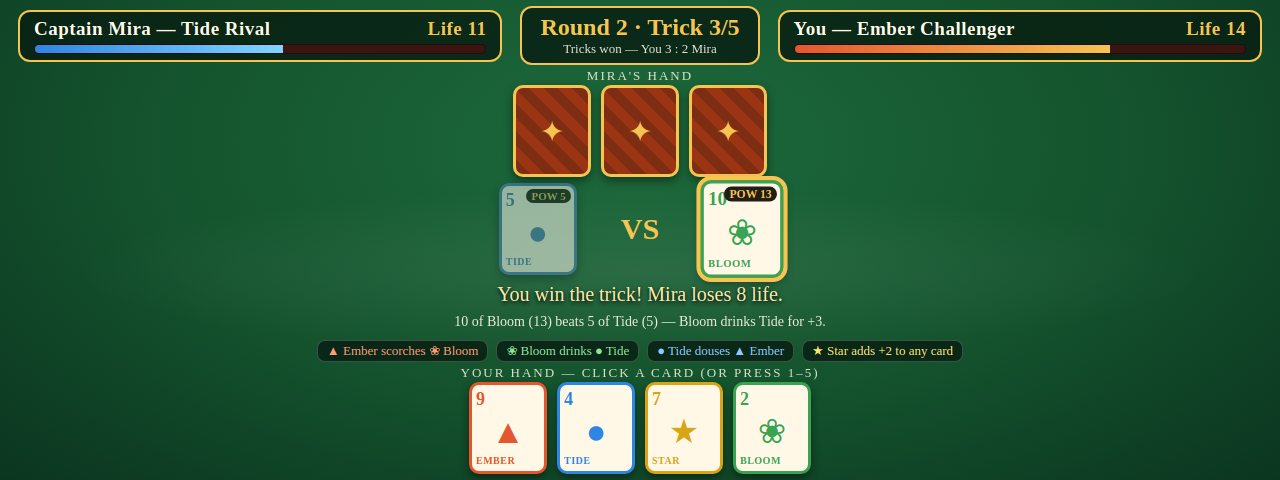 Captain Mira — Tide Rival Life 11
Round 2 · Trick 3/5
Tricks won — You 3 : 2 Mira
You — Ember Challenger Life 14
MIRA'S HAND
5 POW 5
TIDE
VS
10 POW 13
BLOOM
You win the trick! Mira loses 8 life.
10 of Bloom (13) beats 5 of Tide (5) — Bloom drinks Tide for +3.
▲ Ember scorches ❀ Bloom
❀ Bloom drinks ● Tide
● Tide douses ▲ Ember
★ Star adds +2 to any card
YOUR HAND — CLICK A CARD (OR PRESS 1–5)
9
EMBER
4
TIDE
7
STAR
2
BLOOM